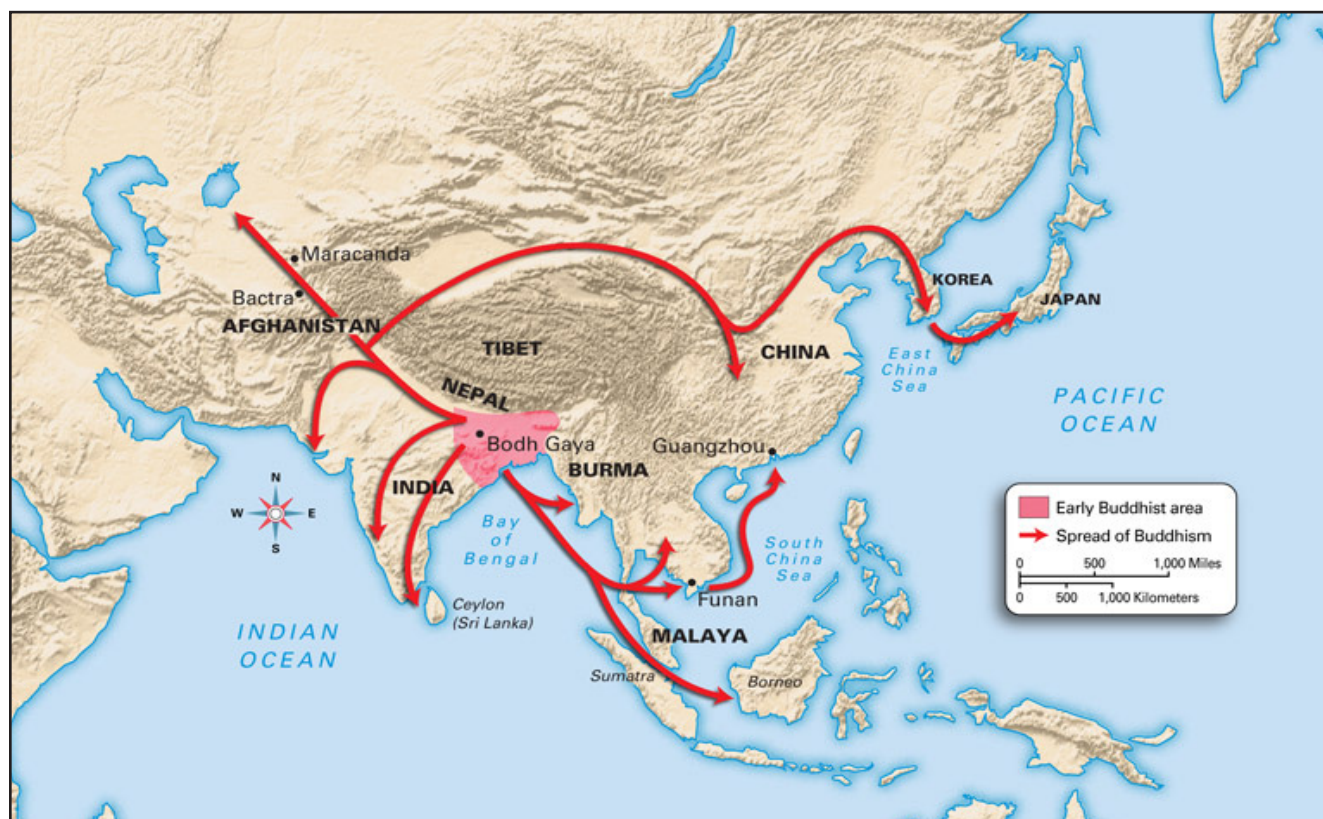 Maracanda
Bactra
AFGHANISTAN
TIBET
NEPAL
CHINA
KOREA
JAPAN
East
China
Sea
PACIFIC
OCEAN
Bodh Gaya
BURMA
Guangzhou
INDIA
N
W E
S
Bay
of
Bengal
South
China
Sea
Funan
Ceylon
(Sri Lanka)
MALAYA
INDIAN
OCEAN
Sumatra
Borneo
Early Buddhist area
Spread of Buddhism
0 500 1,000 Miles
0 500 1,000 Kilometers